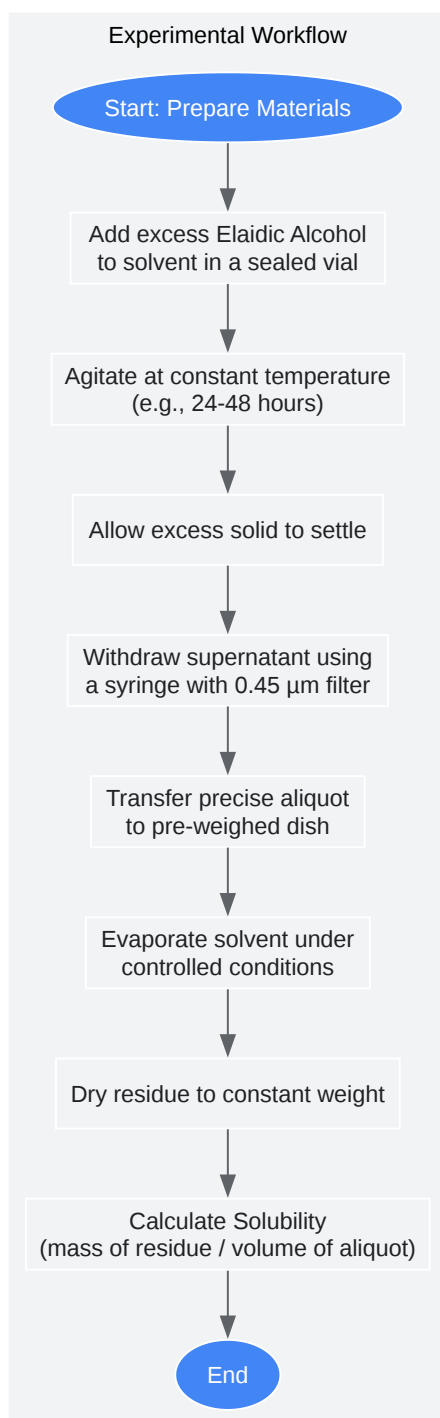 Experimental Workflow
Start: Prepare Materials
Add excess Elaidic Alcohol
to solvent in a sealed vial
Agitate at constant temperature
(e.g., 24-48 hours)
Allow excess solid to settle
Withdraw supernatant using
a syringe with 0.45 µm filter
Transfer precise aliquot
to pre-weighed dish
Evaporate solvent under
controlled conditions
Dry residue to constant weight
Calculate Solubility
(mass of residue / volume of aliquot)
End